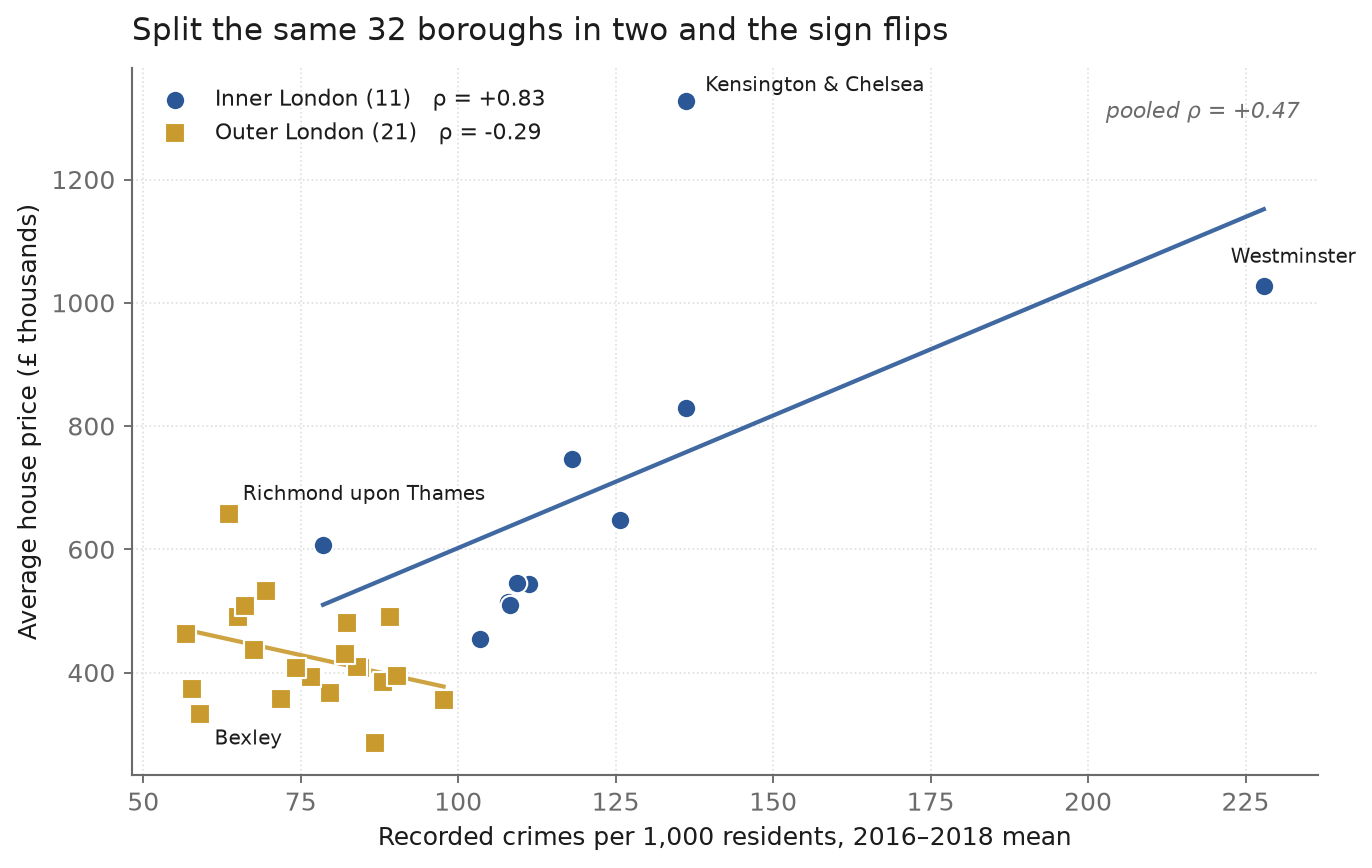 Split the same 32 boroughs in two and the sign flips
Inner London (11)   ρ = +0.83
Outer London (21)   ρ = -0.29
Kensington & Chelsea
pooled ρ = +0.47
Westminster
Richmond upon Thames
Bexley
Average house price (£ thousands)
1200
1000
800
600
400
50 75 100 125 150 175 200 225
Recorded crimes per 1,000 residents, 2016–2018 mean